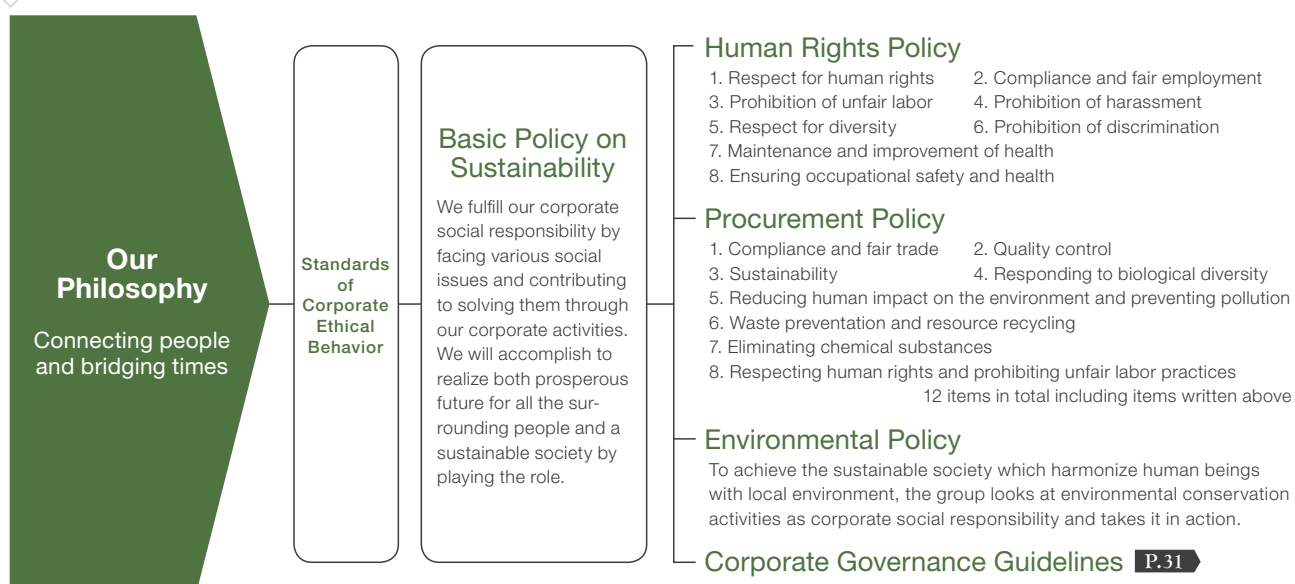 Our
Philosophy
Connecting people
and bridging times
Standards
of
Corporate
Ethical
Behavior
Basic Policy on
Sustainability
We fulfill our corporate
social responsibility by
facing various social
issues and contributing
to solving them through
our corporate activities.
We will accomplish to
realize both prosperous
future for all the sur-
rounding people and a
sustainable society by
playing the role.
Human Rights Policy
1. Respect for human rights 2. Compliance and fair employment
3. Prohibition of unfair labor 4. Prohibition of harassment
5. Respect for diversity 6. Prohibition of discrimination
7. Maintenance and improvement of health
8. Ensuring occupational safety and health
Procurement Policy
1. Compliance and fair trade 2. Quality control
3. Sustainability 4. Responding to biological diversity
5. Reducing human impact on the environment and preventing pollution
6. Waste preventation and resource recycling
7. Eliminating chemical substances
8. Respecting human rights and prohibiting unfair labor practices
12 items in total including items written above
Environmental Policy
To achieve the sustainable society which harmonize human beings
with local environment, the group looks at environmental conservation
activities as corporate social responsibility and takes it in action.
Corporate Governance Guidelines P.31